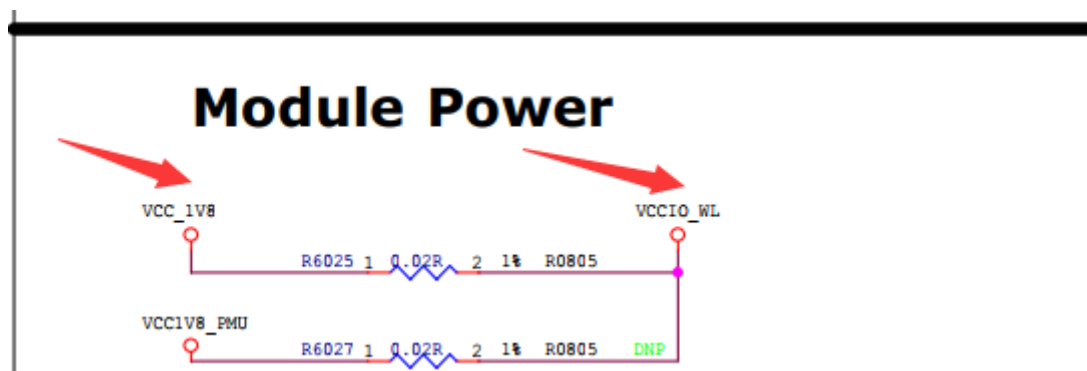 Module Power
VCC_1V8 VCCIO_WL
R6025 1 0.02R 2 1% R0805
VCC1V8_PMU
R6027 1 0.02R 2 1% R0805 DNP